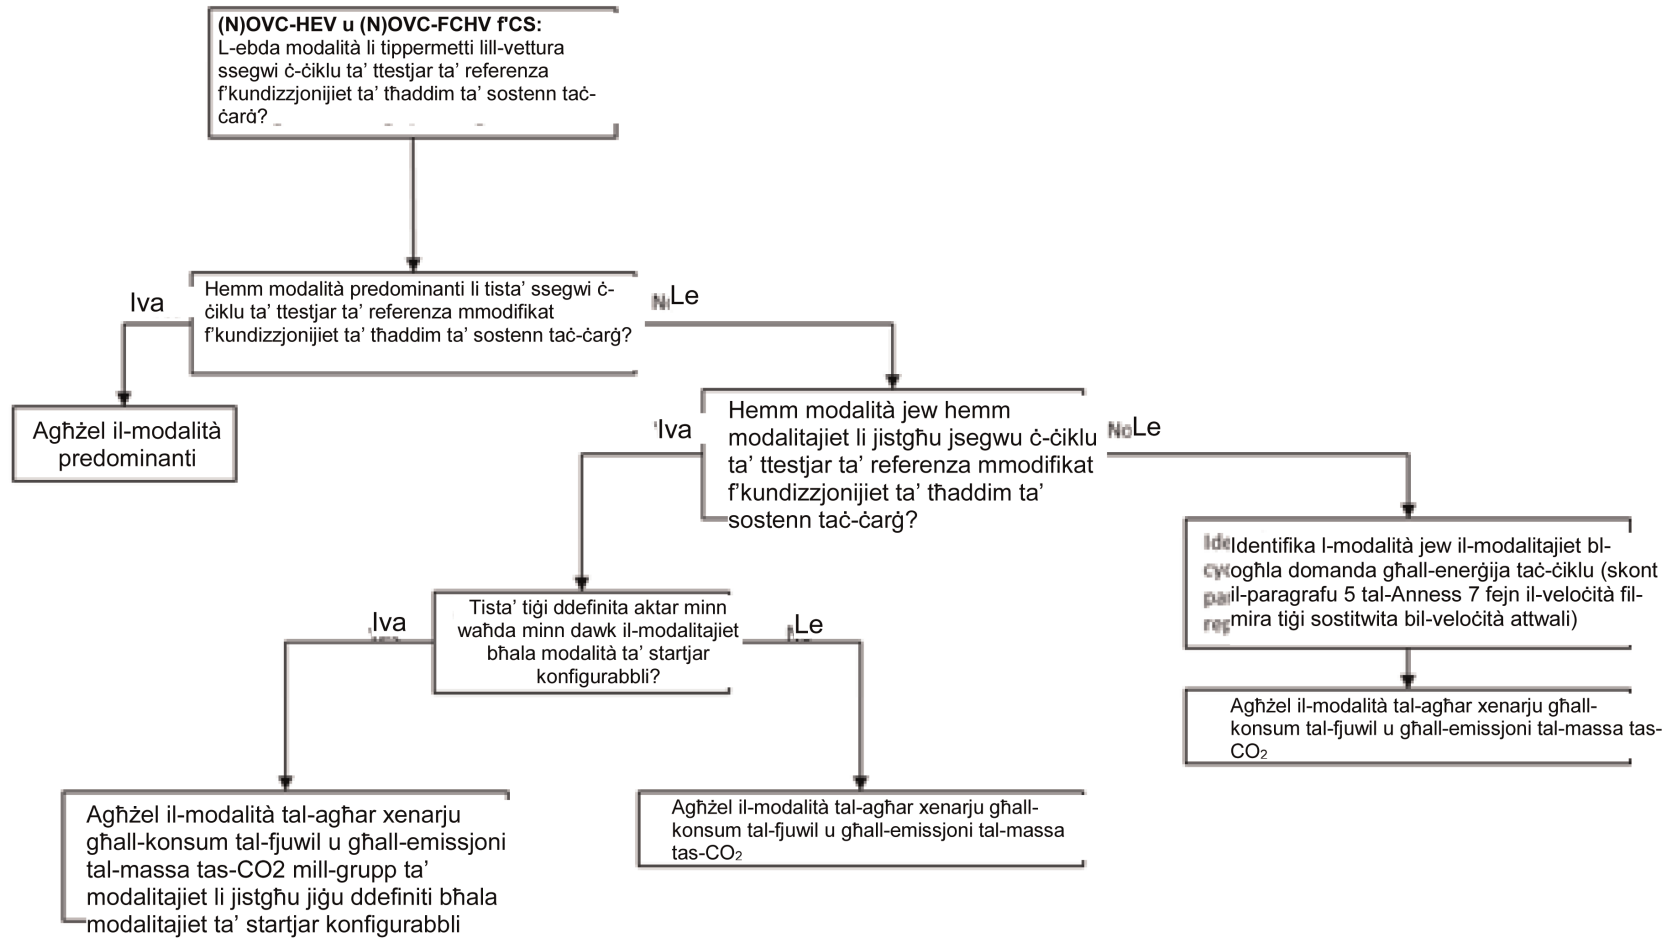 (N)OVC-HEV u (N)OVC-FCHV f'CS:
L-ebda modalità li tippermetti lill-vettura
ssegwi ċ-ċiklu ta’ ttestjar ta’ referenza
f’kundizzjonijiet ta’ tħaddim ta’ sostenn taċ-
ċarġ?
Iva
Hemm modalità predominanti li tista’ ssegwi ċ-
ċiklu ta’ ttestjar ta’ referenza mmodifikat
f’kundizzjonijiet ta’ tħaddim ta’ sostenn taċ-ċarġ?
Le
Agħżel il-modalità
predominanti
Iva
Hemm modalità jew hemm
modalitajiet li jistgħu jsegwu ċ-ċiklu
ta’ ttestjar ta’ referenza mmodifikat
f’kundizzjonijiet ta’ tħaddim ta’
sostenn taċ-ċarġ?
No Le
Identifika l-modalità jew il-modalitajiet bl-
ogħla domanda għall-enerġija taċ-ċiklu (skont
il-paragrafu 5 tal-Anness 7 fejn il-veloċità fil-
mira tiġi sostitwita bil-veloċità attwali)
Iva
Tista’ tiġi ddefinita aktar minn
waħda minn dawk il-modalitajiet
bħala modalità ta’ startjar
konfigurabbli?
Le
Agħżel il-modalità tal-agħar xenarju għall-
konsum tal-fjuwil u għall-emissjoni tal-massa tas-
CO₂
Agħżel il-modalità tal-agħar xenarju
għall-konsum tal-fjuwil u għall-emissjoni
tal-massa tas-CO2 mill-grupp ta’
modalitajiet li jistgħu jiġu ddefiniti bħala
modalitajiet ta’ startjar konfigurabbli
Agħżel il-modalità tal-agħar xenarju għall-
konsum tal-fjuwil u għall-emissjoni tal-massa
tas-CO₂